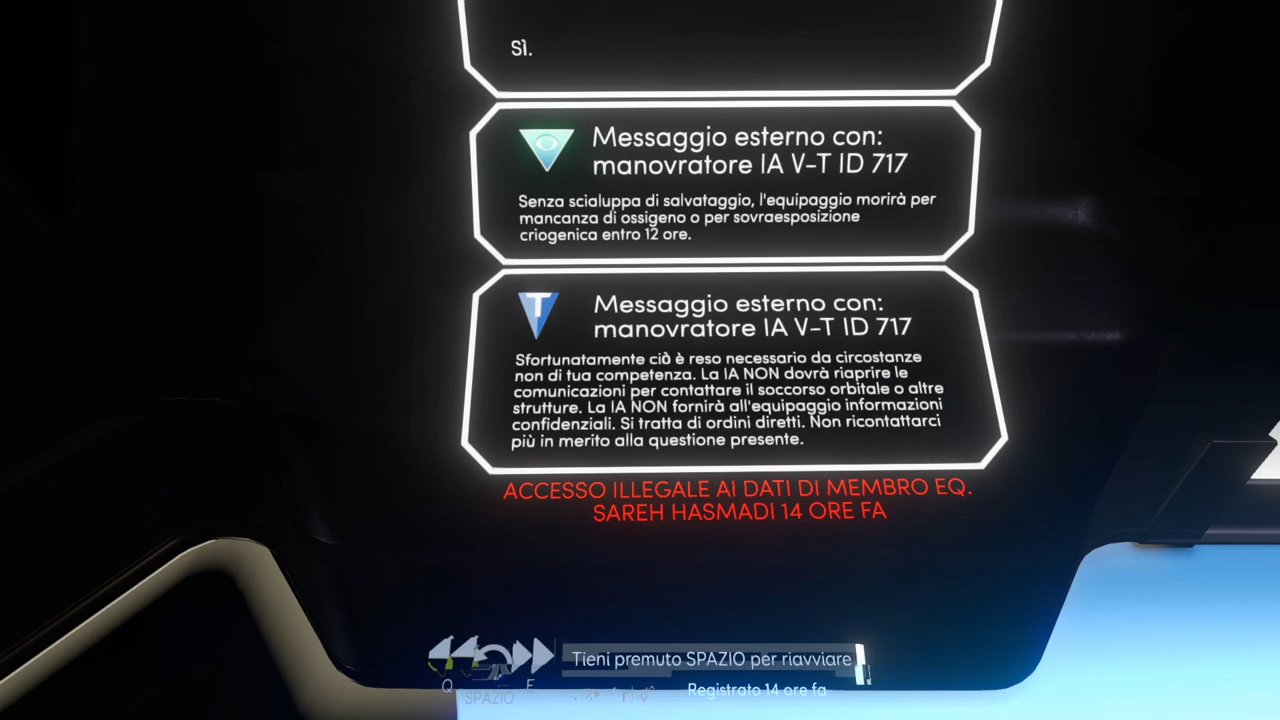 Sì.
Messaggio esterno con:
manovratore IA V-T ID 717
Senza scialuppa di salvataggio, l'equipaggio morirà per
mancanza di ossigeno o per sovraesposizione
criogenica entro 12 ore.
T
Messaggio esterno con:
manovratore IA V-T ID 717
Sfortunatamente ciò è reso necessario da circostanze
non di tua competenza. La IA NON dovrà riaprire le
comunicazioni per contattare il soccorso orbitale o altre
strutture. La IA NON fornirà all'equipaggio informazioni
confidenziali. Si tratta di ordini diretti. Non ricontattarci
più in merito alla questione presente.
ACCESSO ILLEGALE AI DATI DI MEMBRO EQ.
SAREH HASMADI 14 ORE FA
Tieni premuto SPAZIO per riavviare
Q
SPAZIO
Registrato 14 ore fa